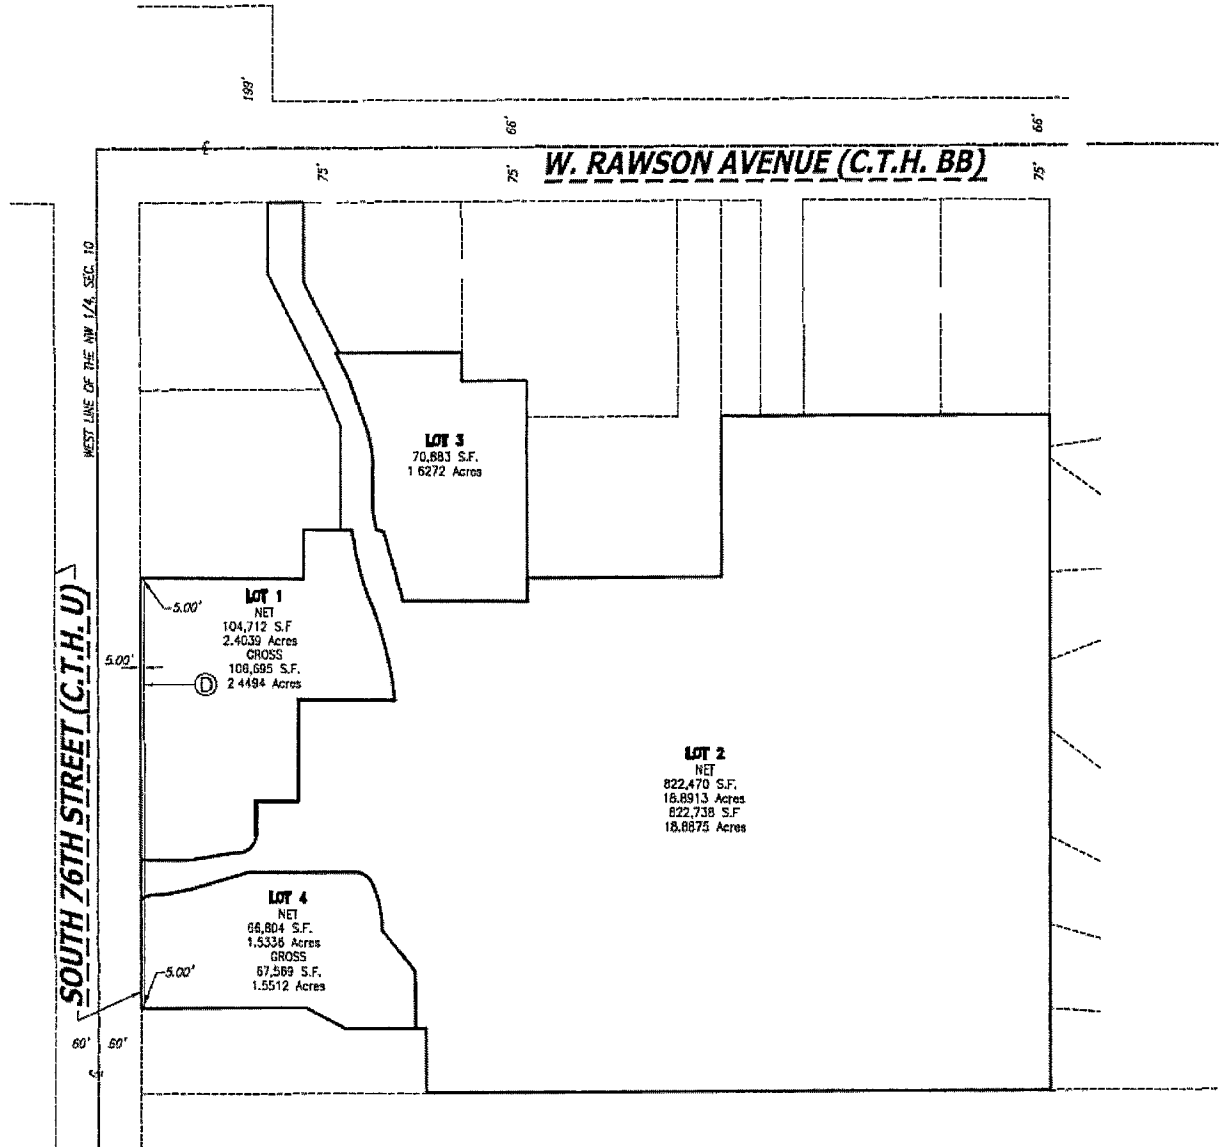 199'
66'
66'
75'
75'
W. RAWSON AVENUE (C.T.H. BB)
75'
WEST LINE OF THE NW 1/4, SEC. 10
LOT 3
70,883 S.F.
1.6272 Acres
SOUTH 76TH STREET (C.T.H. U)
5.00'
LOT 1
NET
104,712 S.F.
2.4039 Acres
GROSS
106,695 S.F.
2.4494 Acres
5.00'
D
LOT 2
NET
822,470 S.F.
18.8913 Acres
822,738 S.F.
18.8875 Acres
LOT 4
NET
66,804 S.F.
1.5336 Acres
GROSS
67,569 S.F.
1.5512 Acres
5.00'
60'
60'